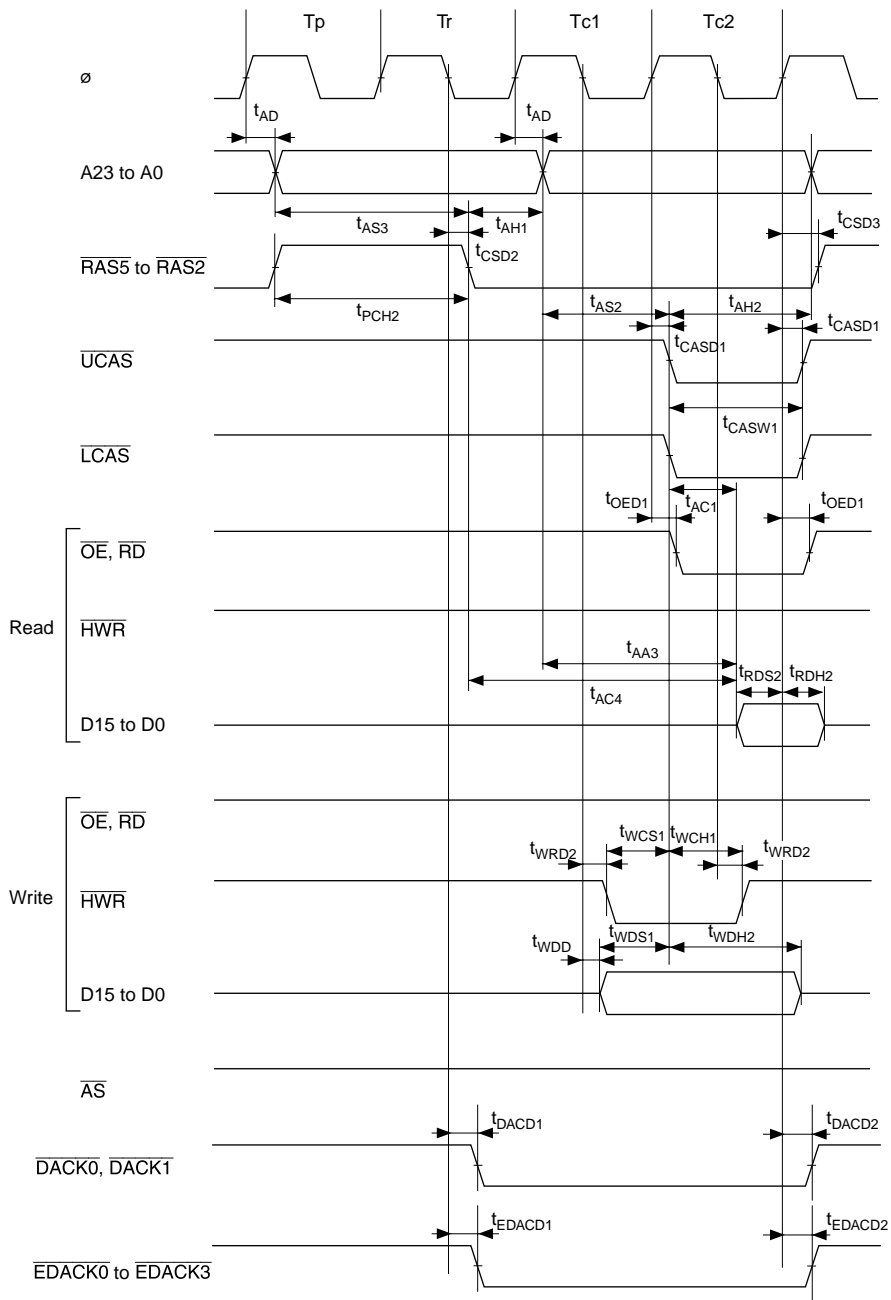 Tp Tr Tc1 Tc2
ø
tAD tAD
A23 to A0
tAS3 tAH1 tCSD3
tCSD2
RAS5 to RAS2
tPCH2 tAS2 tAH2
tCASD1 tCASD1
UCAS
tCASW1
LCAS
tOED1 tAC1 tOED1
OE, RD
Read
HWR
tAA3
tRDS2 tRDH2
tAC4
D15 to D0
OE, RD
tWCS1 tWCH1
tWRD2 tWRD2
Write
HWR
tWDD tWDS1 tWDH2
D15 to D0
AS
tDACD1 tDACD2
DACK0, DACK1
tEDACD1 tEDACD2
EDACK0 to EDACK3